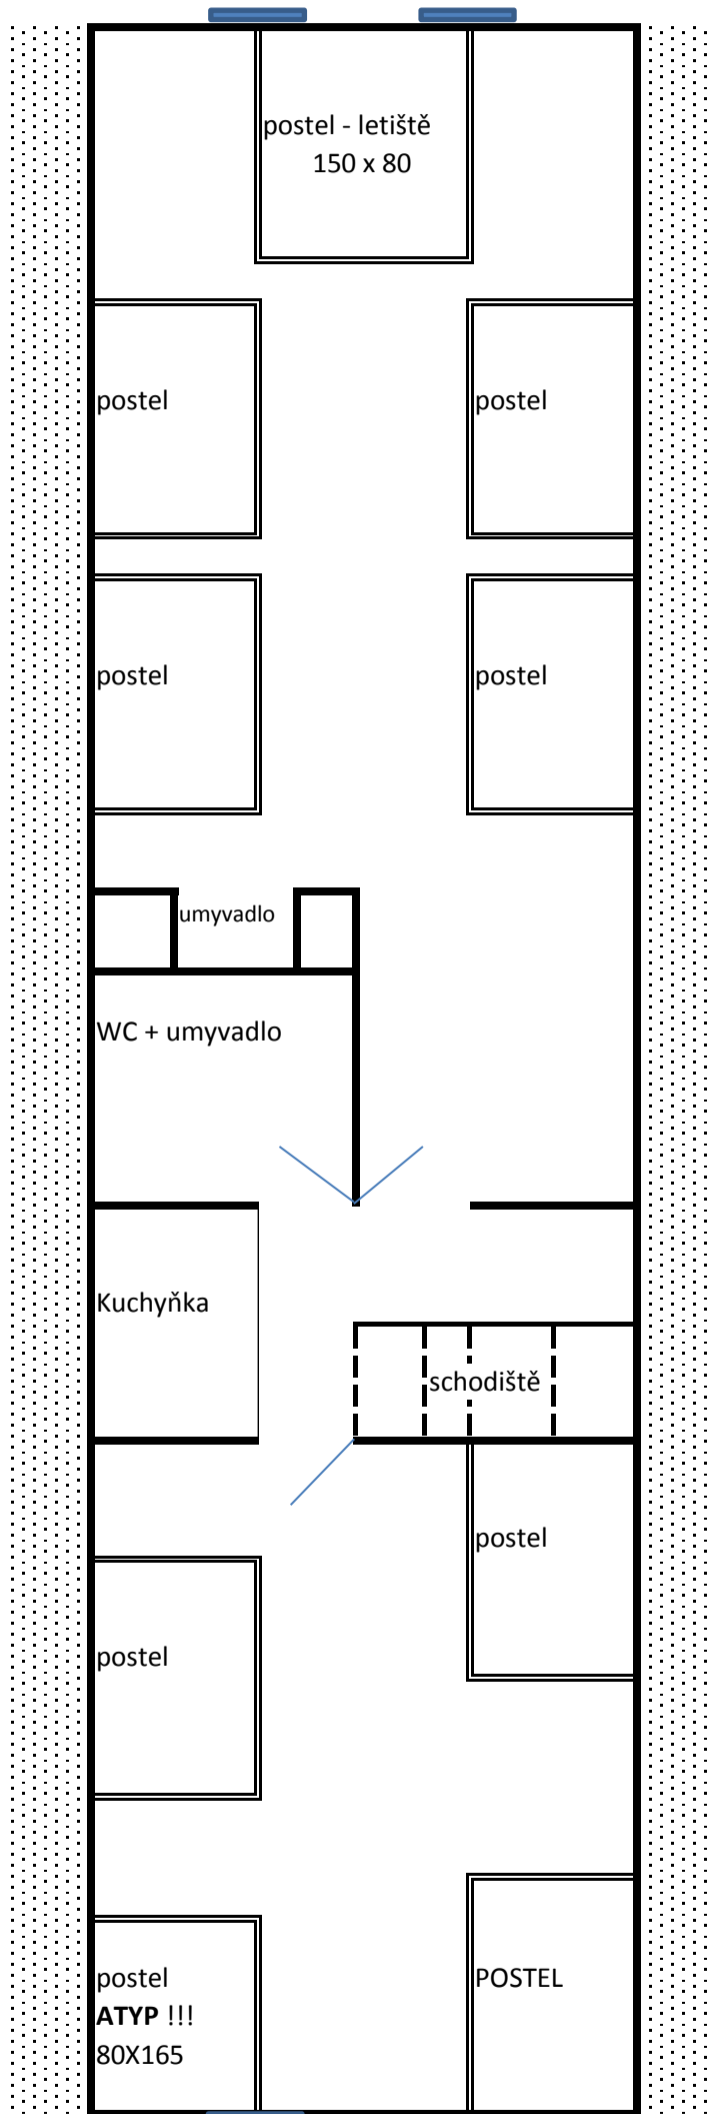 postel - letiště
150 x 80
postel
postel
postel
postel
umyvadlo
WC + umyvadlo
Kuchyňka
schodiště
postel
postel
postel
ATYP !!!
80X165
POSTEL